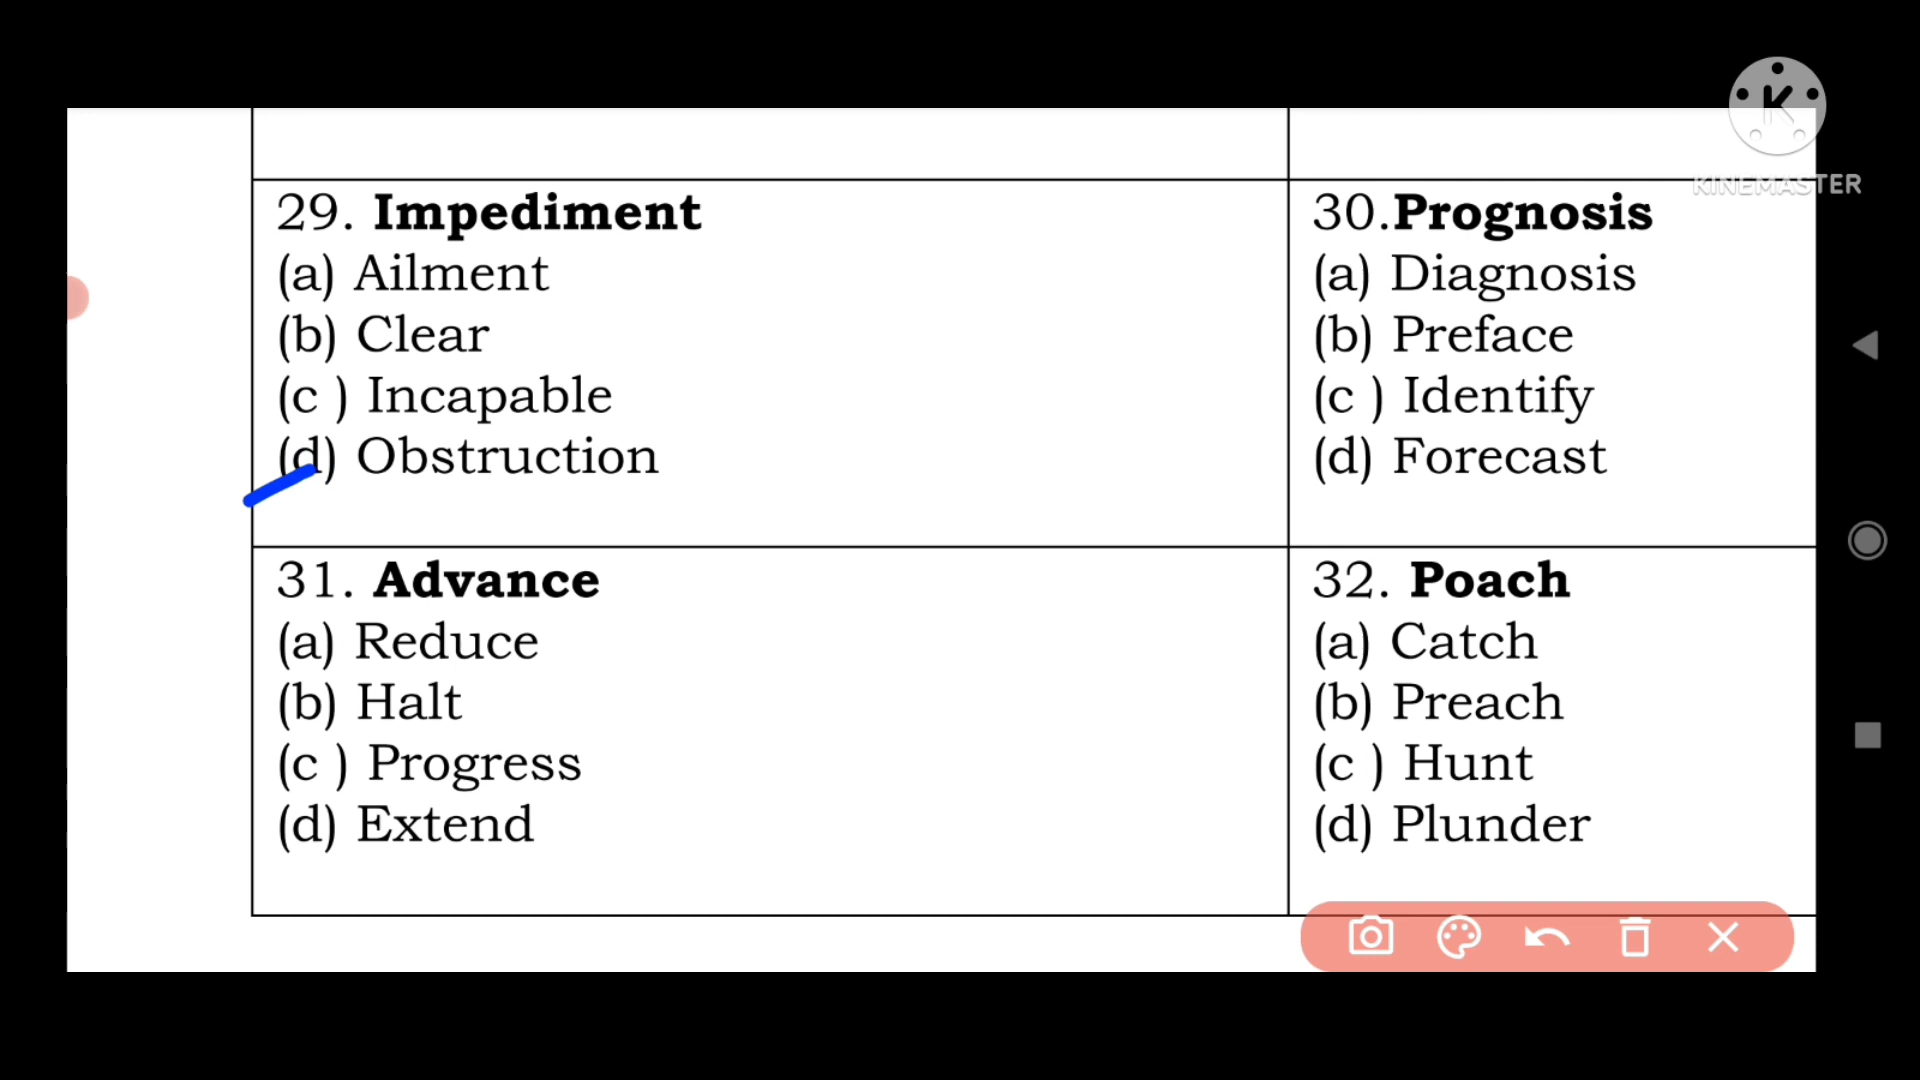 29. Impediment
(a) Ailment
(b) Clear
(c ) Incapable
(d) Obstruction
30.Prognosis
(a) Diagnosis
(b) Preface
(c ) Identify
(d) Forecast
31. Advance
(a) Reduce
(b) Halt
(c ) Progress
(d) Extend
32. Poach
(a) Catch
(b) Preach
(c ) Hunt
(d) Plunder
K
KINEMASTER